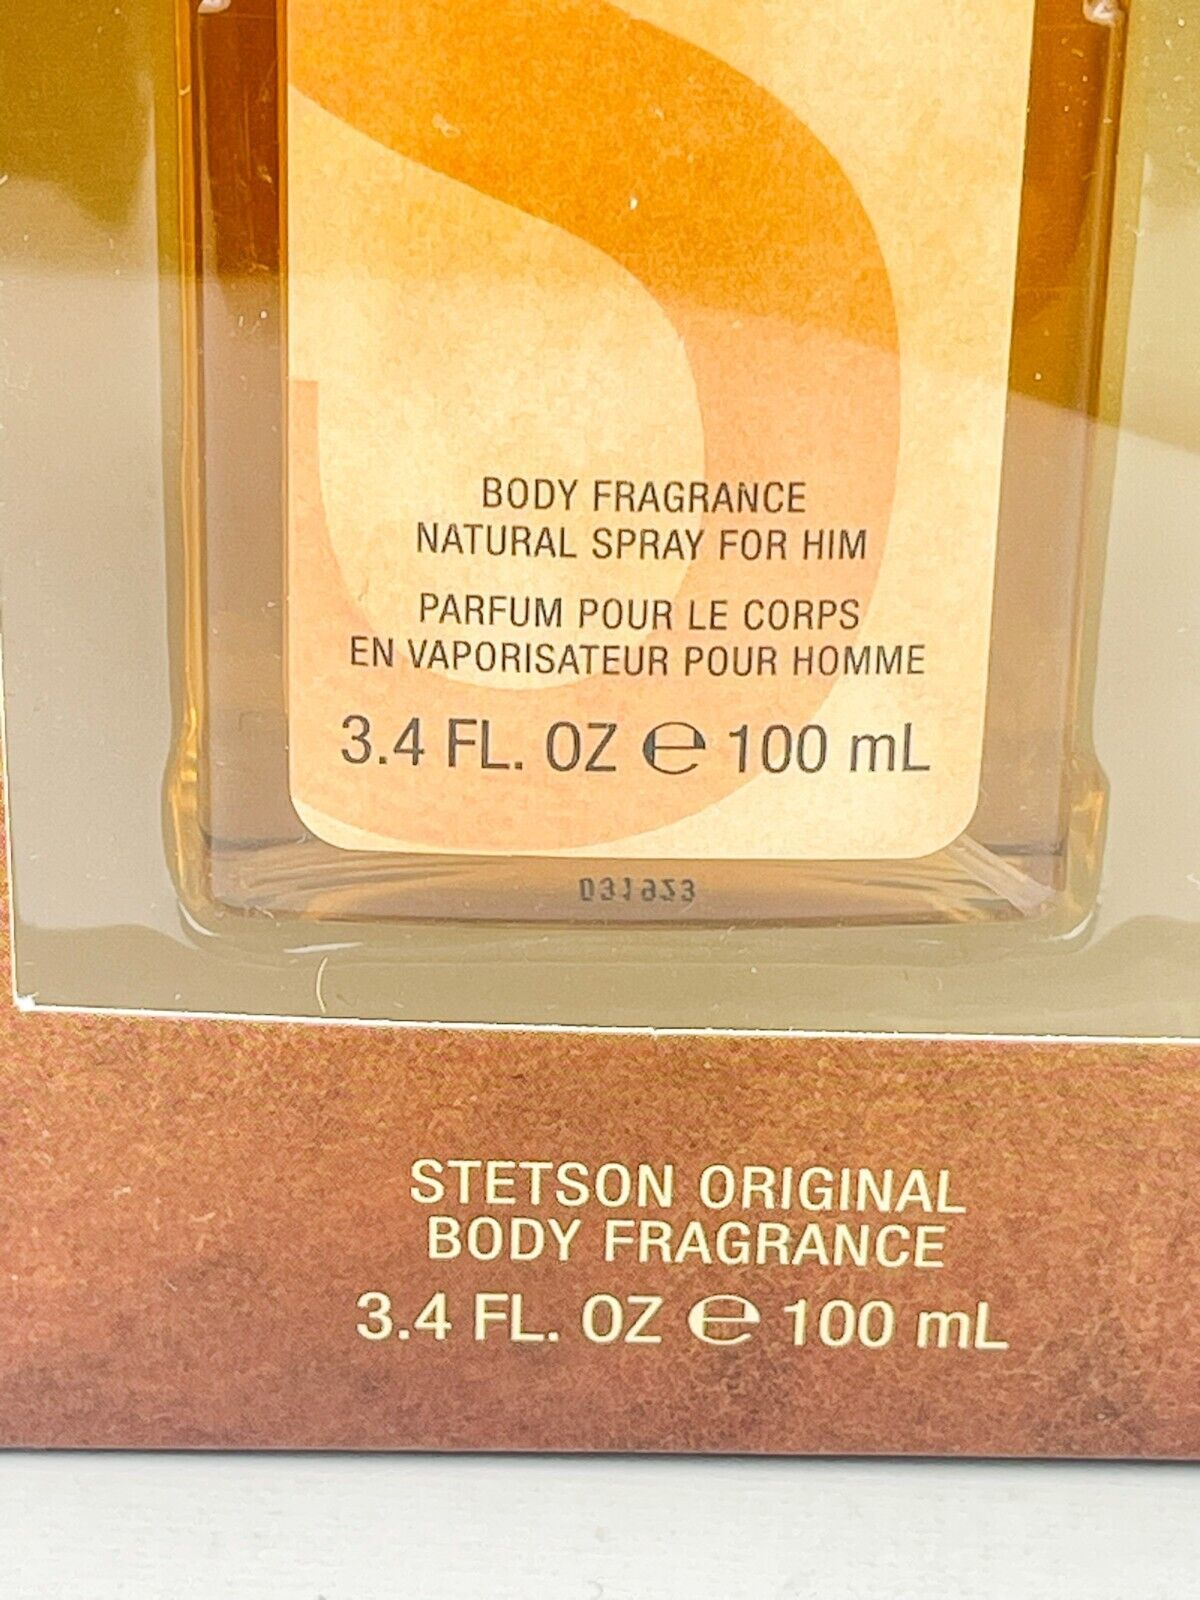 S
BODY FRAGRANCE
NATURAL SPRAY FOR HIM
PARFUM POUR LE CORPS
EN VAPORISATEUR POUR HOMME
3.4 FL. OZ ℮ 100 mL
STETSON ORIGINAL
BODY FRAGRANCE
3.4 FL. OZ ℮ 100 mL